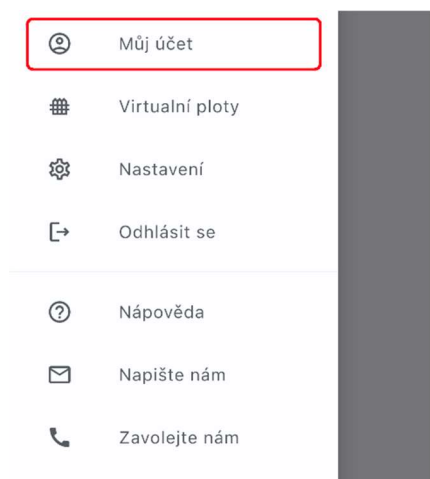 Můj účet
Virtualní ploty
Nastavení
Odhlásit se
Nápověda
Napište nám
Zavolejte nám